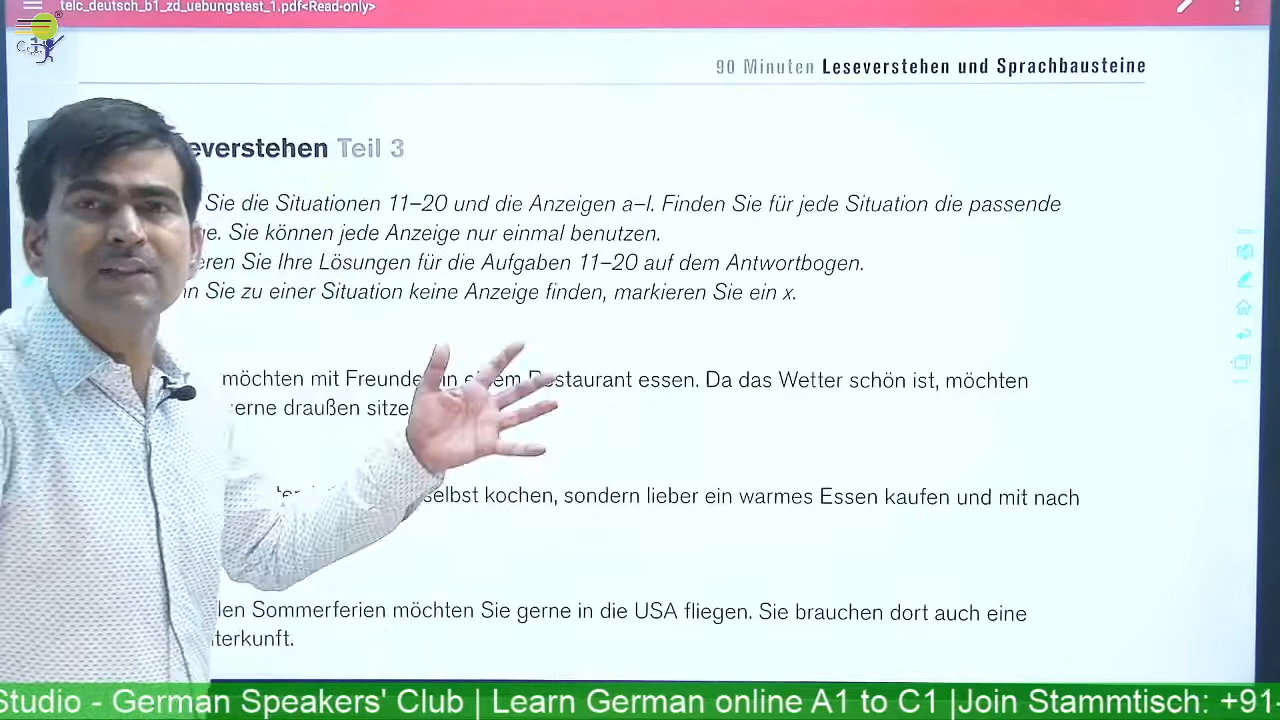 telc_deutsch_b1_zd_uebungstest_1.pdf<Read-only>
90 Minuten Leseverstehen und Sprachbausteine
everstehen Teil 3
Sie die Situationen 11–20 und die Anzeigen a–l. Finden Sie für jede Situation die passende
ge. Sie können jede Anzeige nur einmal benutzen.
eren Sie Ihre Lösungen für die Aufgaben 11–20 auf dem Antwortbogen.
nn Sie zu einer Situation keine Anzeige finden, markieren Sie ein x.
möchten mit Freunde in Restaurant essen. Da das Wetter schön ist, möchten
erne draußen sitze
selbst kochen, sondern lieber ein warmes Essen kaufen und mit nach
len Sommerferien möchten Sie gerne in die USA fliegen. Sie brauchen dort auch eine
terkunft.
Studio - German Speakers' Club | Learn German online A1 to C1 |Join Stammtisch: +91-